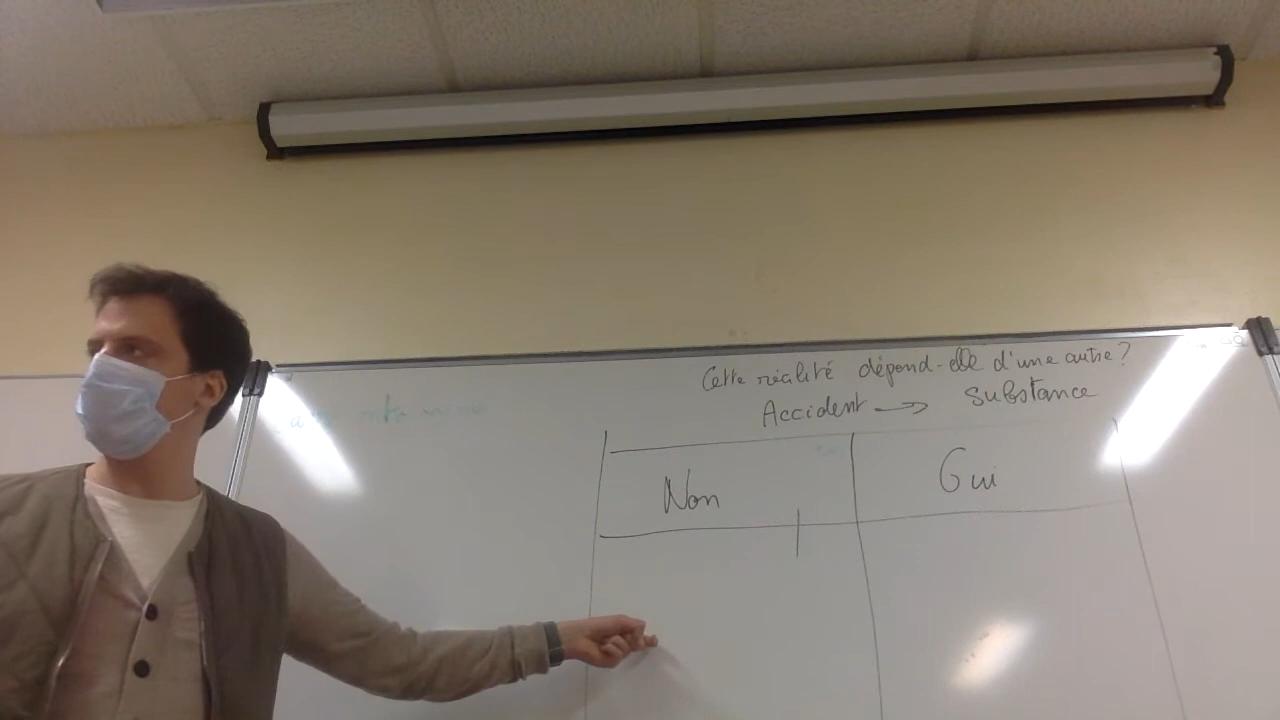 Cette réalité dépend-elle d'une autre ?
Accident → Substance
Non Oui